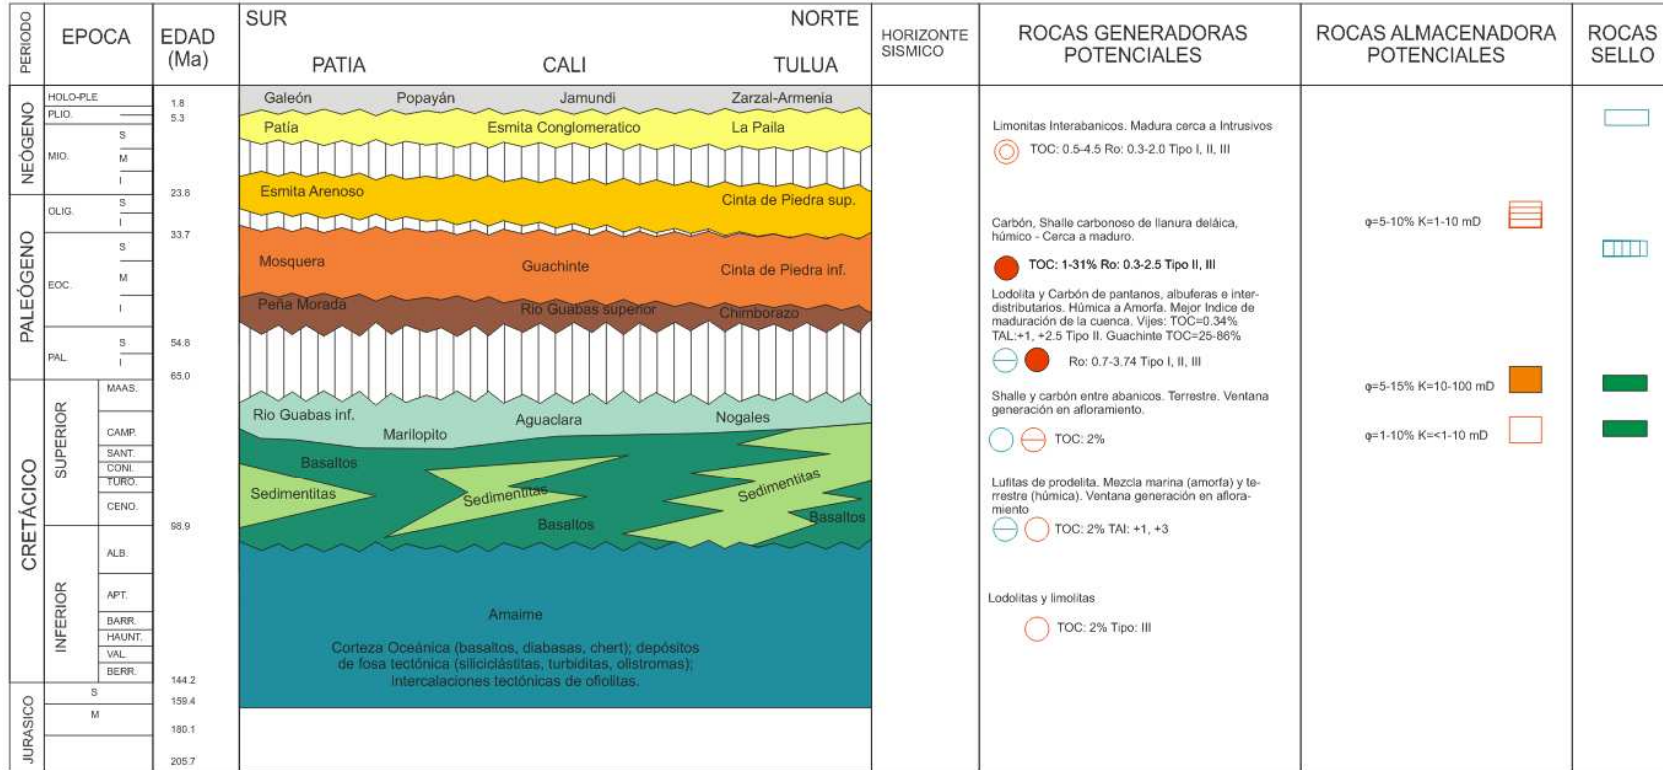 PERIODO
EPOCA
EDAD
(Ma)
SUR
NORTE
PATIA
CALI
TULUA
HORIZONTE
SISMICO
ROCAS GENERADORAS
POTENCIALES
ROCAS ALMACENADORA
POTENCIALES
ROCAS
SELLO
NEÓGENO
HOLO-PLE
PLIO.
MIO.
S
M
I
1.8
5.3
23.8
PALEÓGENO
OLIG.
S
I
33.7
EOC.
S
M
I
54.8
PAL
S
I
65.0
CRETÁCICO
SUPERIOR
MAAS.
CAMP.
SANT.
CONI.
TURO.
CENO.
98.9
INFERIOR
ALB.
APT.
BARR.
HAUNT.
VAL.
BERR.
144.2
JURASICO
S
M
159.4
180.1
205.7
Galeón
Popayán
Jamundi
Zarzal-Armenia
Patía
Esmita Conglomeratico
La Paila
Esmita Arenoso
Cinta de Piedra sup.
Mosquera
Guachinte
Cinta de Piedra inf.
Peña Morada
Rio Guabas superior
Chimborazo
Rio Guabas inf.
Marilopito
Aguaclara
Nogales
Basaltos
Sedimentitas
Sedimentitas
Basaltos
Sedimentitas
Basaltos
Amaime
Corteza Oceánica (basaltos, diabasas, chert); depósitos
de fosa tectónica (siliciclástitas, turbiditas, olistromas);
Intercalaciones tectónicas de ofiolitas.
Limonitas Interabanicos. Madura cerca a Intrusivos
TOC: 0.5-4.5 Ro: 0.3-2.0 Tipo I, II, III
Carbón, Shalle carbonoso de llanura deláica,
húmico - Cerca a maduro.
TOC: 1-31% Ro: 0.3-2.5 Tipo II, III
Lodolita y Carbón de pantanos, albuferas e inter-
distributarios. Húmica a Amorfa. Mejor Indice de
maduración de la cuenca. Vijes: TOC=0.34%
TAL:+1, +2.5 Tipo II. Guachinte TOC=25-86%
Ro: 0.7-3.74 Tipo I, II, III
Shalle y carbón entre abanicos. Terrestre. Ventana
generación en afloramiento.
TOC: 2%
Lufitas de prodelita. Mezcla marina (amorfa) y te-
rrestre (húmica). Ventana generación en aflora-
miento
TOC: 2% TAI: +1, +3
Lodolitas y limolitas
TOC: 2% Tipo: III
φ=5-10% K=1-10 mD
φ=5-15% K=10-100 mD
φ=1-10% K=<1-10 mD